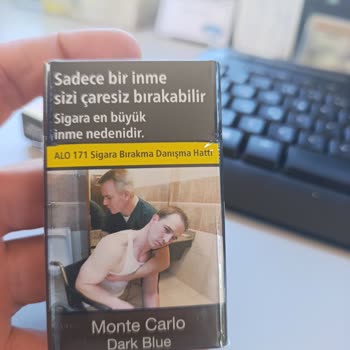 Sadece bir inme
sizi çaresiz bırakabilir
Sigara en büyük
inme nedenidir.
ALO 171 Sigara Bırakma Danışma Hattı
Monte Carlo
Dark Blue